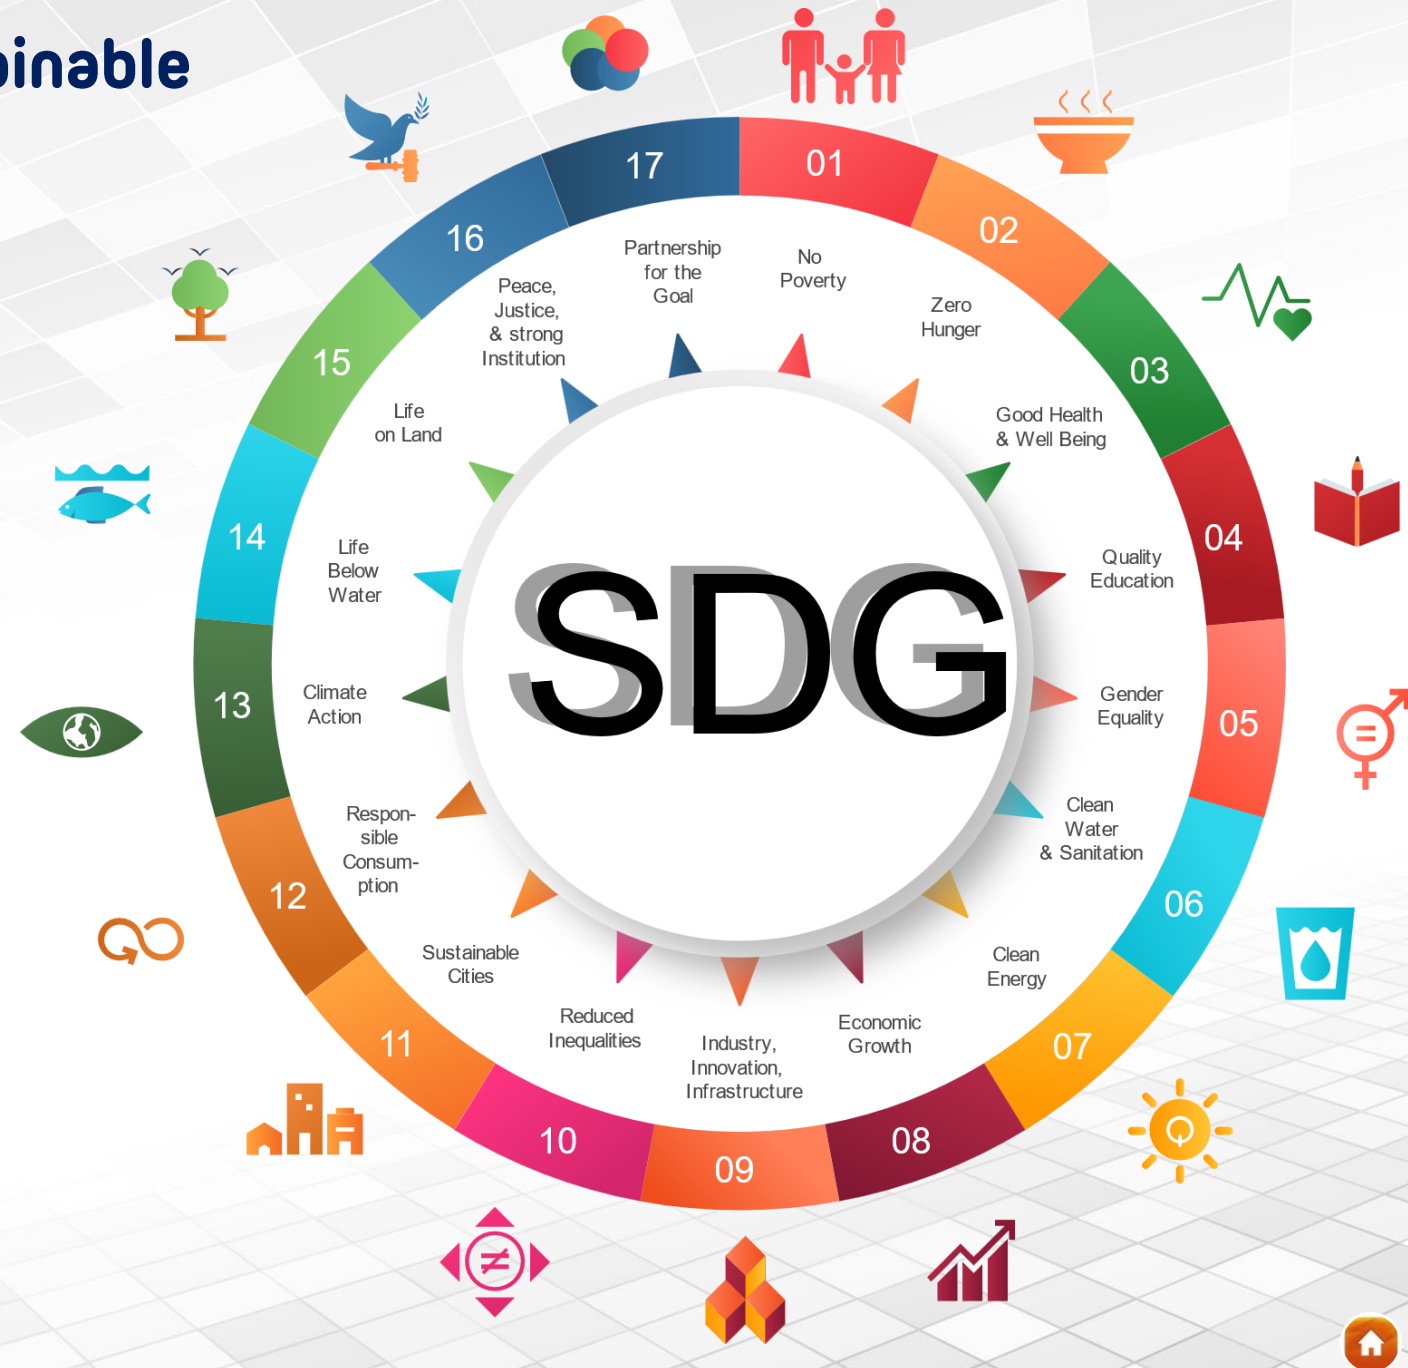 ainable
17
01
16
02
15
03
14
04
13
05
12
06
11
07
10
08
09
No
Poverty
Zero
Hunger
Good Health
& Well Being
Quality
Education
Gender
Equality
Clean
Water
& Sanitation
Clean
Energy
Economic
Growth
Industry,
Innovation,
Infrastructure
Reduced
Inequalities
Sustainable
Cities
Respon-
sible
Consum-
ption
Climate
Action
Life
Below
Water
Life
on Land
Peace,
Justice,
& strong
Institution
Partnership
for the
Goal
SDG